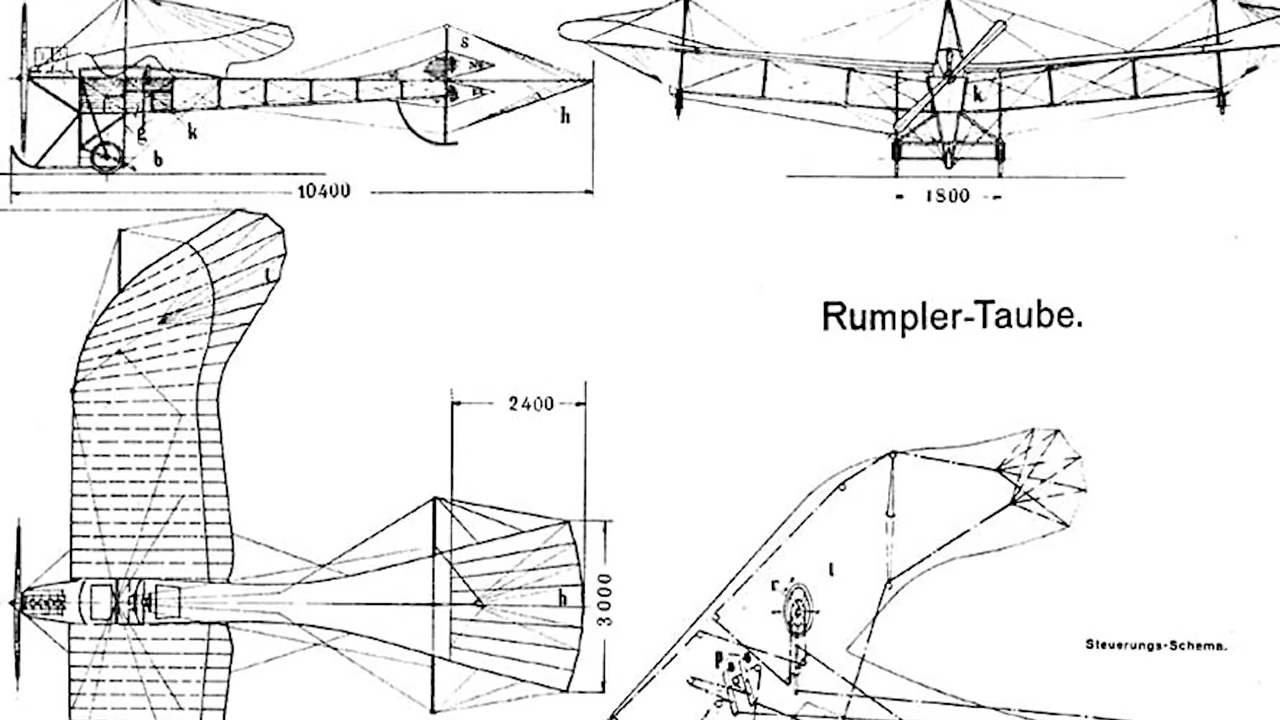 s
h
g
k
b
10400
k
1800
Rumpler-Taube.
2400
h
3000
l
r
p
Steuerungs-Schema.